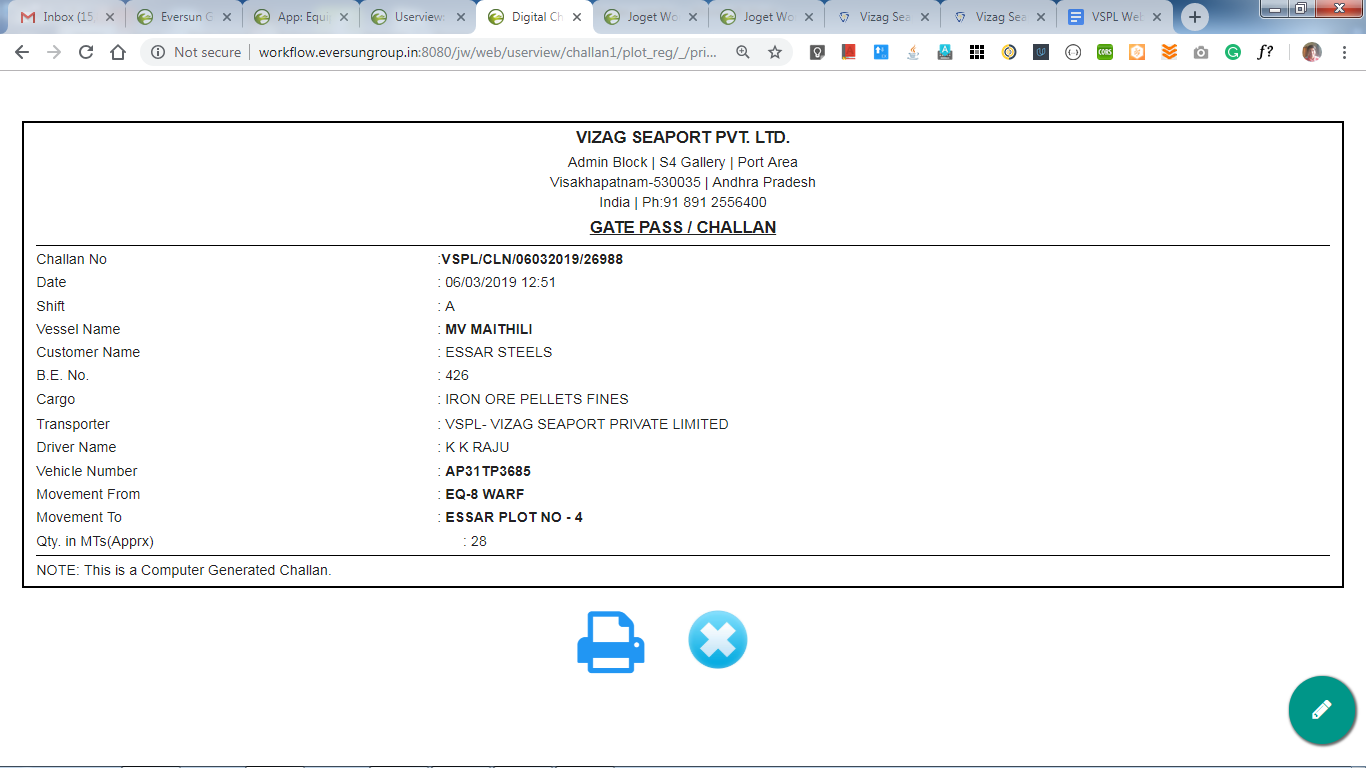 Inbox (15,
Eversun G
App: Equi
Userview:
Digital Ch
Joget Wo
Joget Wo
Vizag Sea
Vizag Sea
VSPL Web
Not secure | workflow.eversungroup.in:8080/jw/web/userview/challan1/plot_reg/_/pri...
CORS
f?
VIZAG SEAPORT PVT. LTD.
Admin Block | S4 Gallery | Port Area
Visakhapatnam-530035 | Andhra Pradesh
India | Ph:91 891 2556400
GATE PASS / CHALLAN
Challan No :VSPL/CLN/06032019/26988
Date : 06/03/2019 12:51
Shift : A
Vessel Name : MV MAITHILI
Customer Name : ESSAR STEELS
B.E. No. : 426
Cargo : IRON ORE PELLETS FINES
Transporter : VSPL- VIZAG SEAPORT PRIVATE LIMITED
Driver Name : K K RAJU
Vehicle Number : AP31TP3685
Movement From : EQ-8 WARF
Movement To : ESSAR PLOT NO - 4
Qty. in MTs(Apprx) : 28
NOTE: This is a Computer Generated Challan.